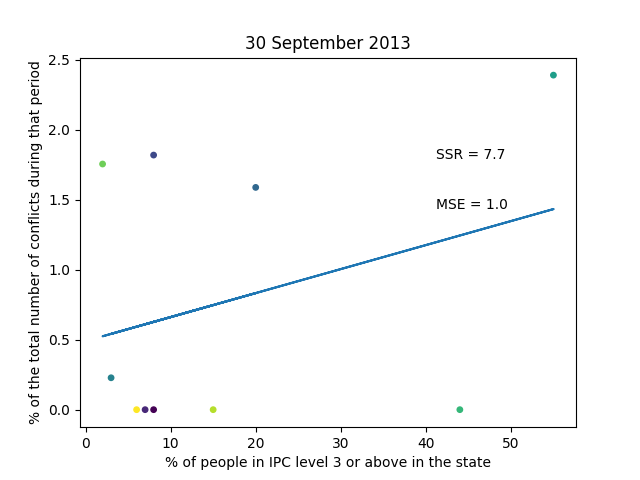 30 September 2013
% of the total number of conflicts during that period
2.5
2.0
1.5
1.0
0.5
0.0
SSR = 7.7
MSE = 1.0
0 10 20 30 40 50
% of people in IPC level 3 or above in the state